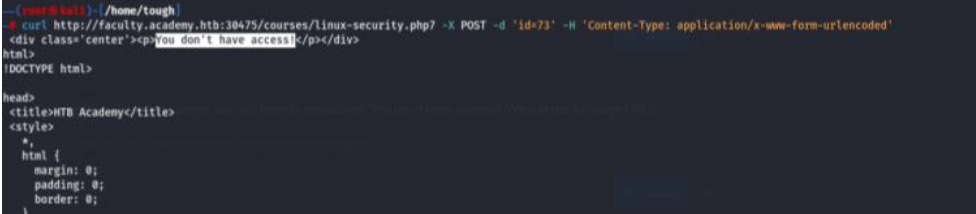 (root㉿kali)-[/home/tough]
# curl http://faculty.academy.htb:30475/courses/linux-security.php7 -X POST -d 'id=73' -H 'Content-Type: application/x-www-form-urlencoded'
<div class='center'><p>You don't have access!</p></div>
html>
!DOCTYPE html>
head>
<title>HTB Academy</title>
<style>
*,
html {
margin: 0;
padding: 0;
border: 0;
}